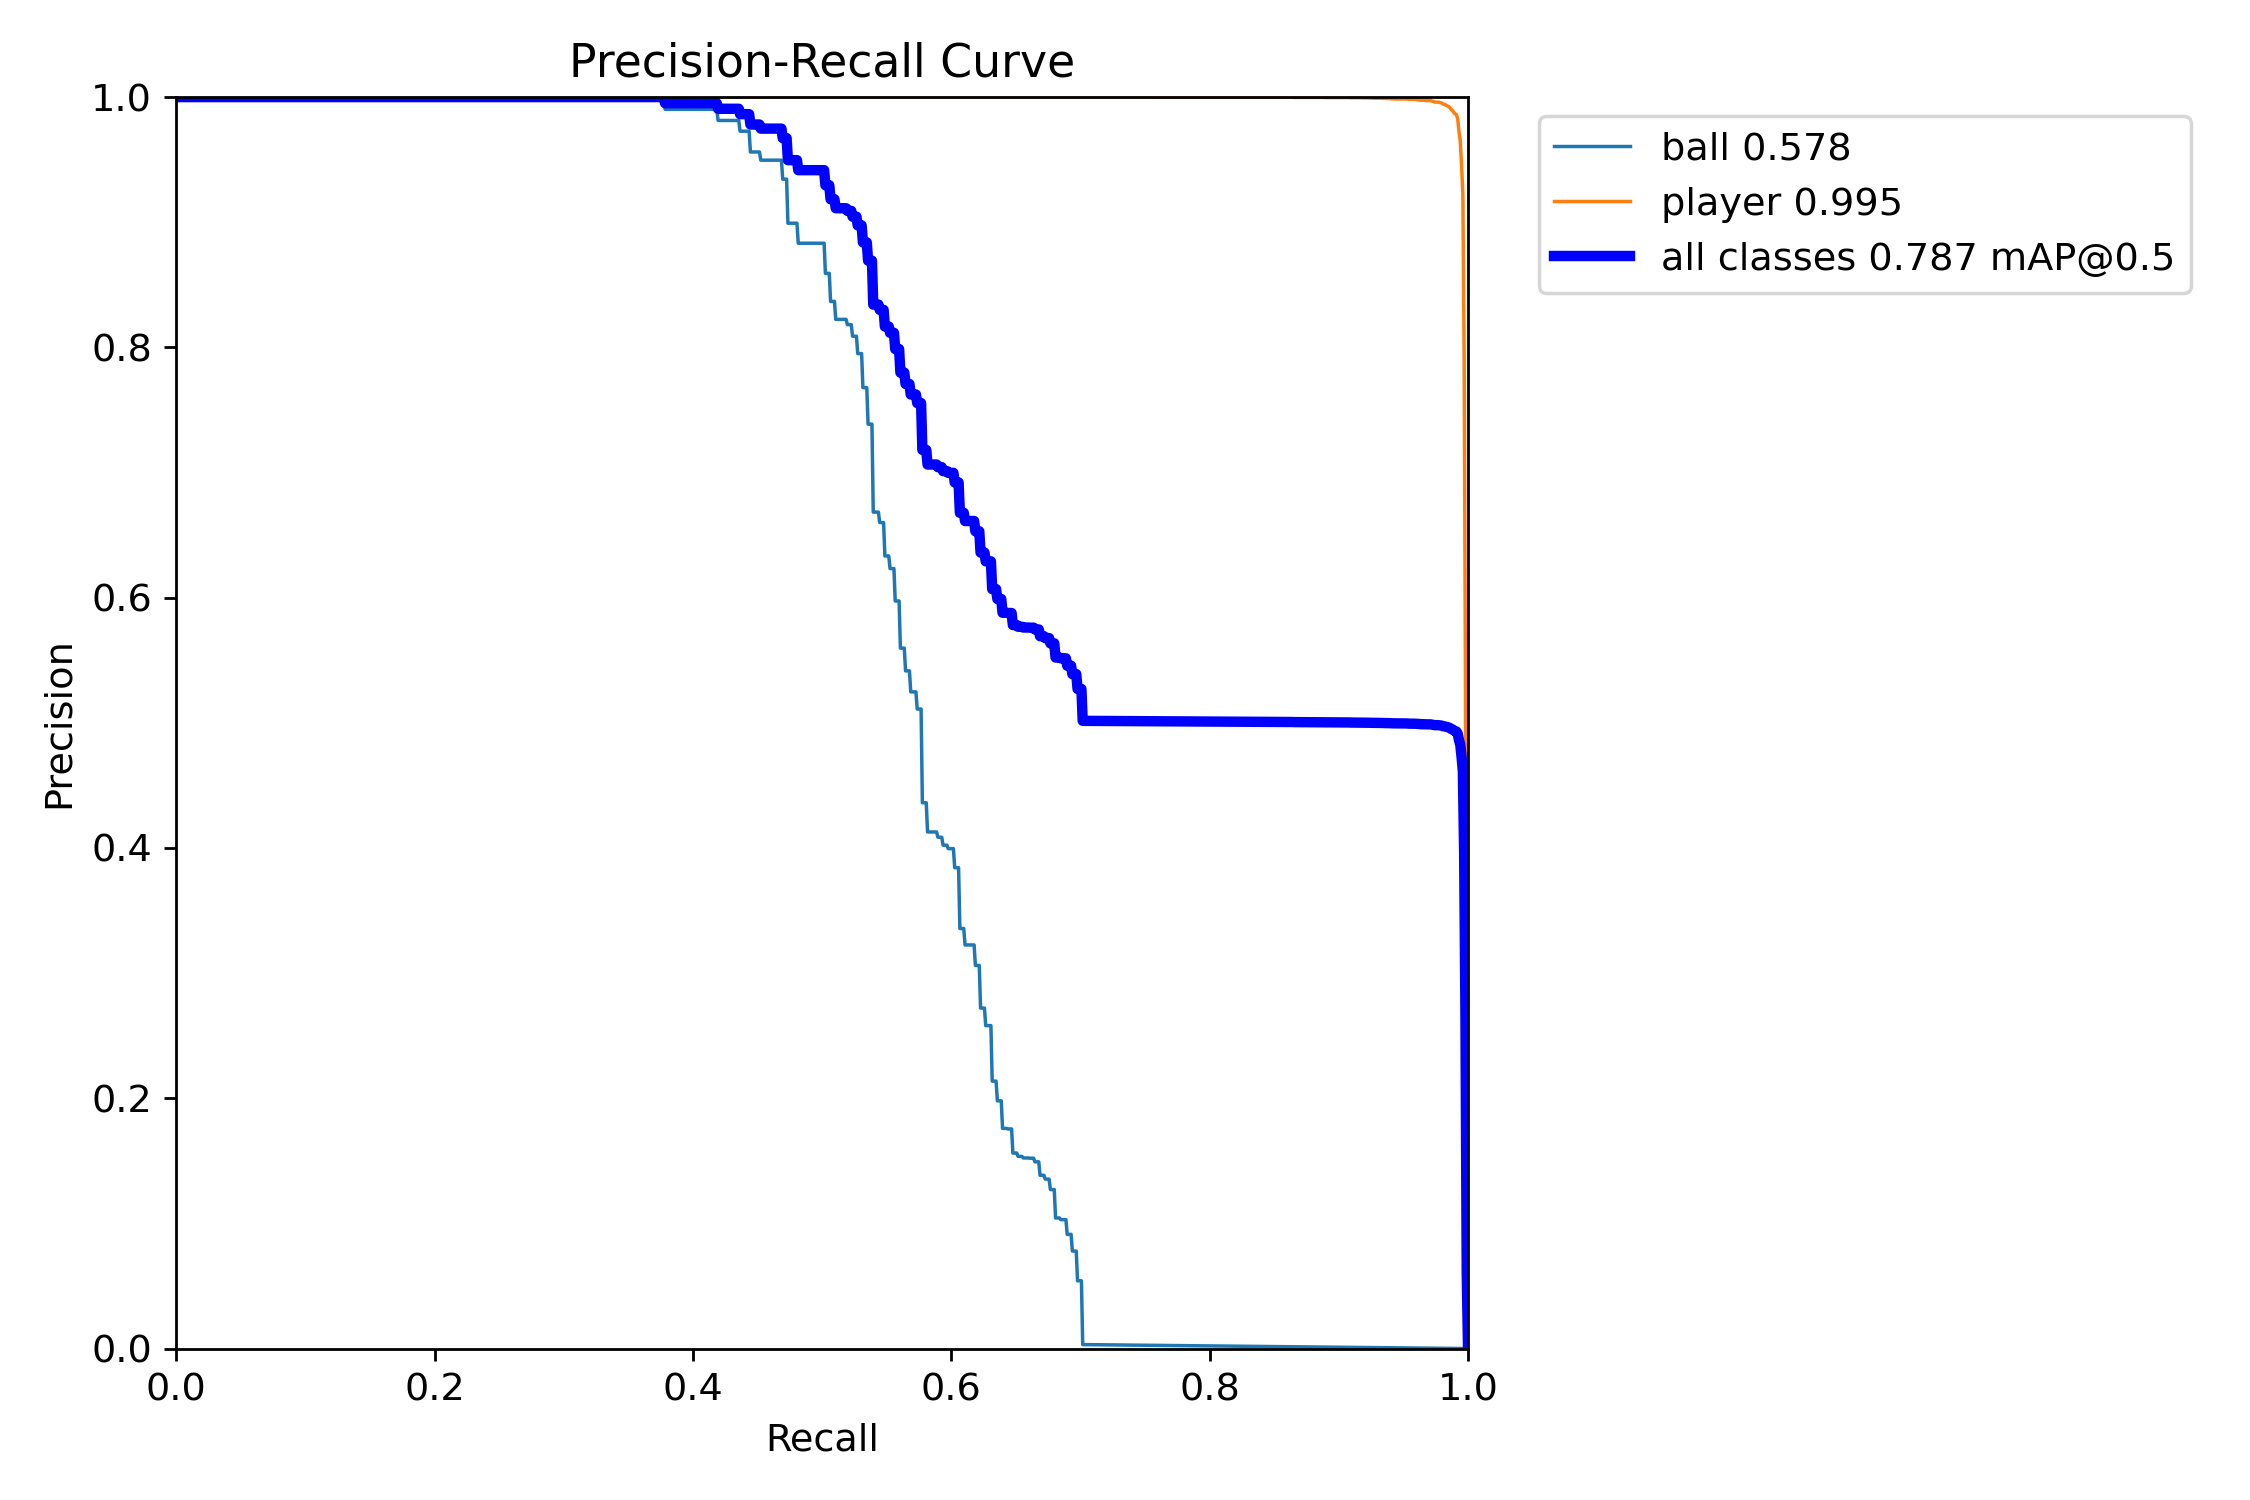 Precision-Recall Curve
1.0
0.8
0.6
0.4
0.2
0.0
Precision
0.0 0.2 0.4 0.6 0.8 1.0
Recall
ball 0.578
player 0.995
all classes 0.787 mAP@0.5